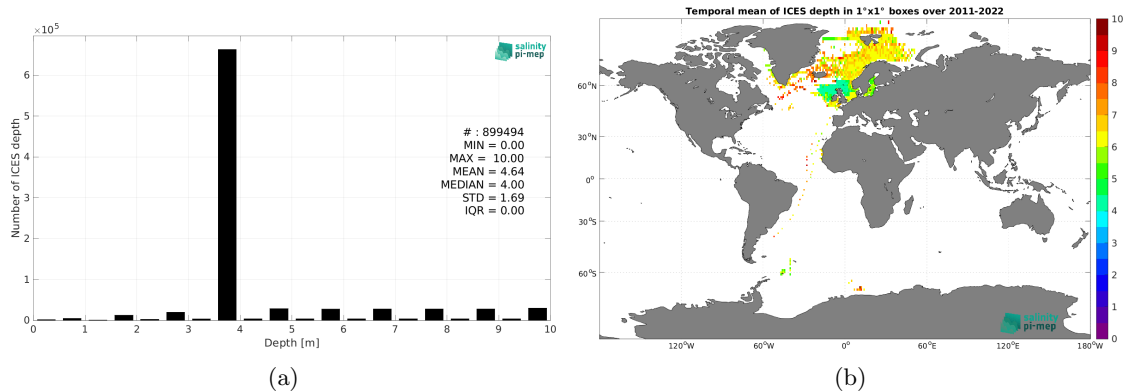 ×10⁵
6
5
4
3
2
1
0
Number of ICES depth
0 1 2 3 4 5 6 7 8 9 10
Depth [m]
salinity
pi-mep
# : 899494
MIN = 0.00
MAX = 10.00
MEAN = 4.64
MEDIAN = 4.00
STD = 1.69
IQR = 0.00
(a)
Temporal mean of ICES depth in 1°x1° boxes over 2011-2022
60°N
30°N
0°
30°S
60°S
120°W 60°W 0° 60°E 120°E 180°W
10
9
8
7
6
5
4
3
2
1
0
salinity
pi-mep
(b)